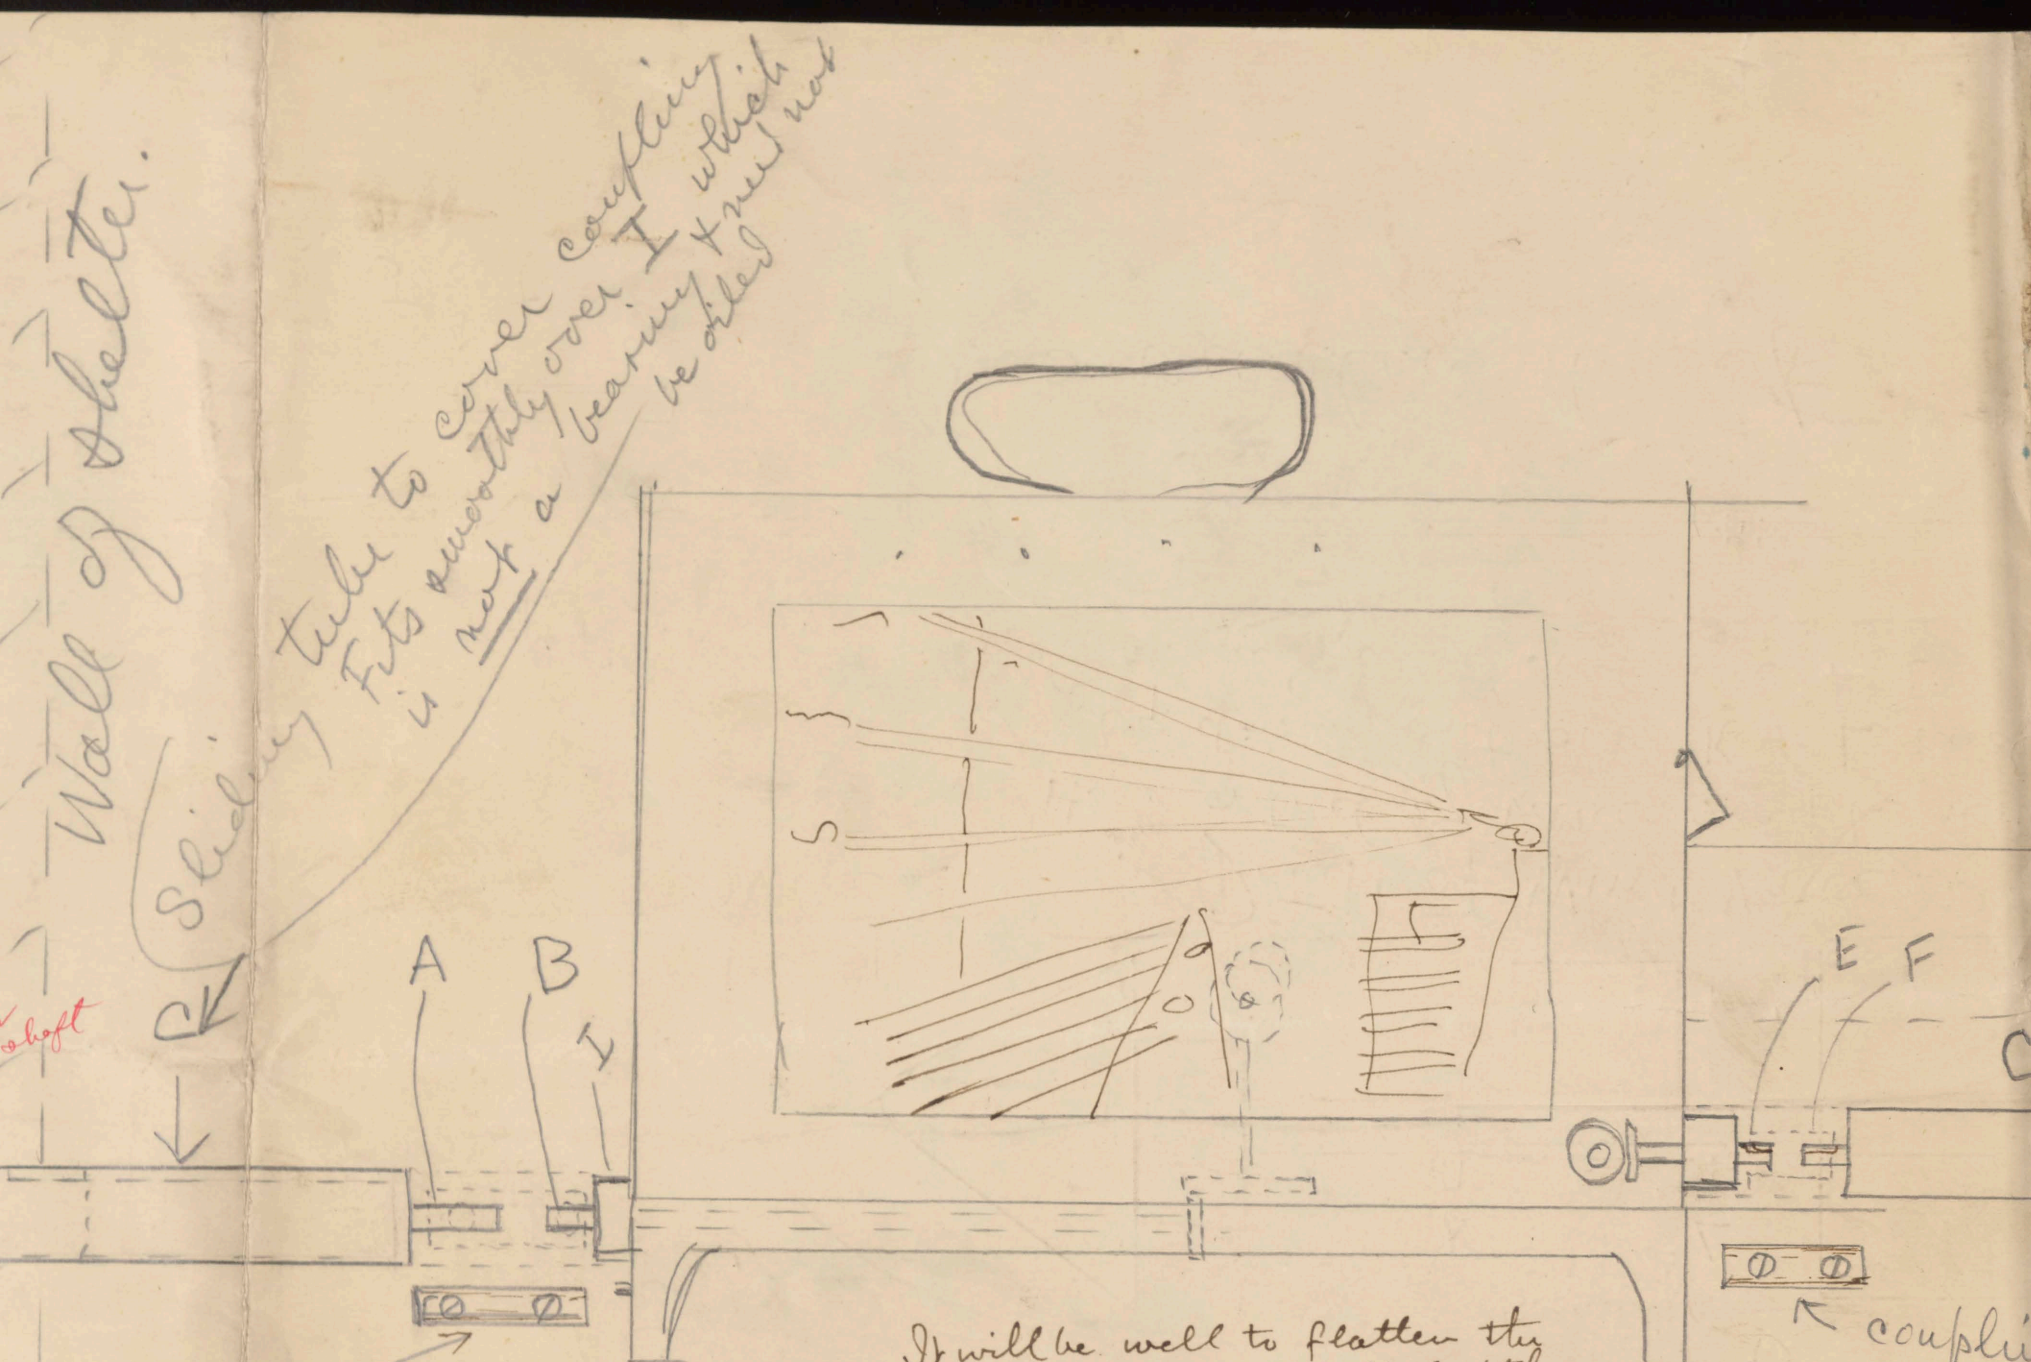 Wall of shelter.
Sliding tube to cover coupling
Fits smoothly over I which
is not a bearing & need not
be oiled
shaft
A
B
I
E
F
C
It will be well to flatten the